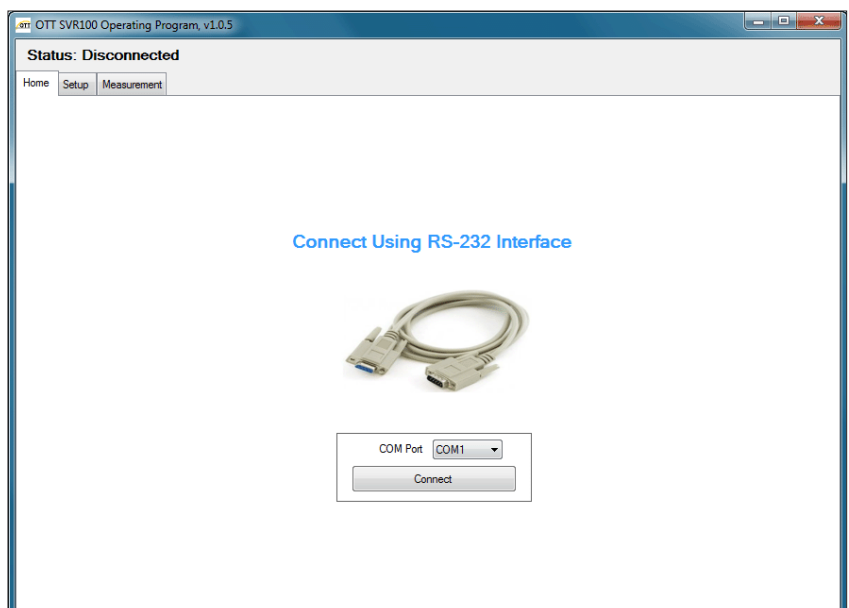 OTT OTT SVR100 Operating Program, v1.0.5
Status: Disconnected
Home Setup Measurement
Connect Using RS-232 Interface
COM Port COM1
Connect